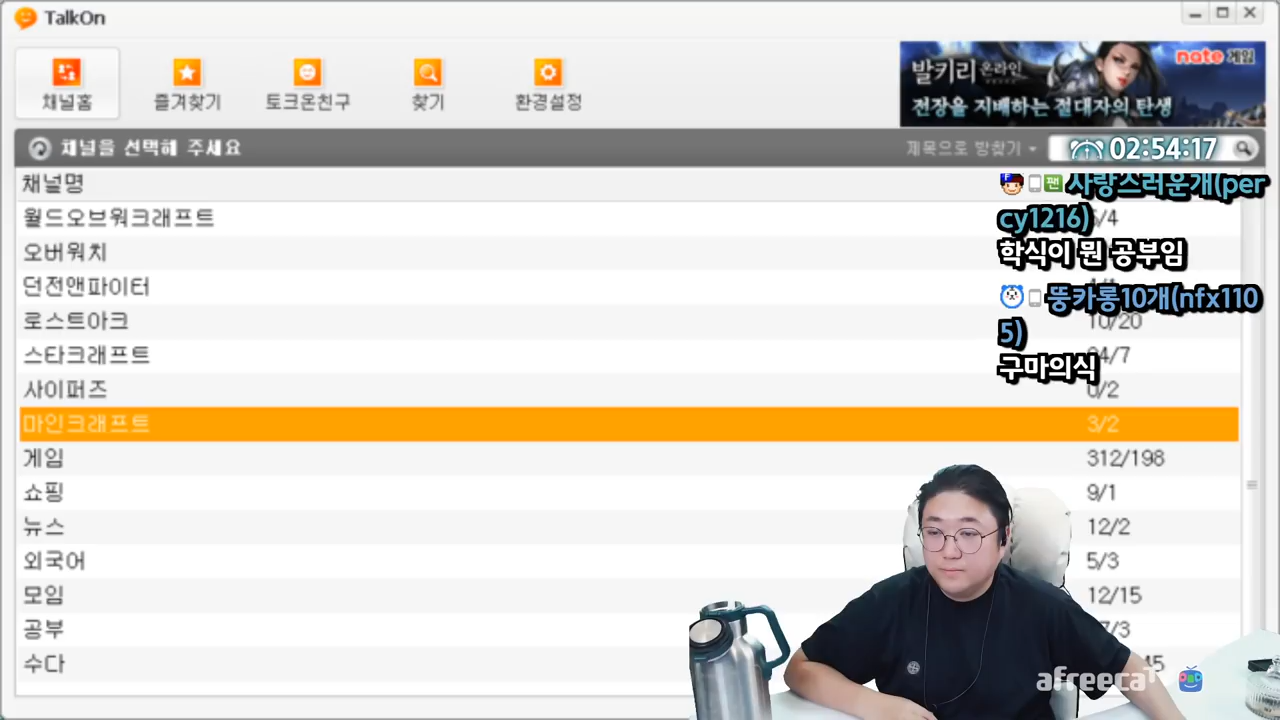 TalkOn
채널홈
즐겨찾기
토크온친구
찾기
환경설정
발키리 온라인
nate 게임
전장을 지배하는 절대자의 탄생
채널을 선택해 주세요
제목으로 방찾기
02:54:17
채널명
사랑스러운개(per
cy1216)
학식이 뭔 공부임
뚱카롱10개(nfx110
5)
구마의식
월드오브워크래프트
/4
오버워치
던전앤파이터
로스트아크
10/20
스타크래프트
4/7
사이퍼즈
0/2
마인크래프트
3/2
게임
312/198
쇼핑
9/1
뉴스
12/2
외국어
5/3
모임
12/15
공부
/3
수다
45
afreecaTV